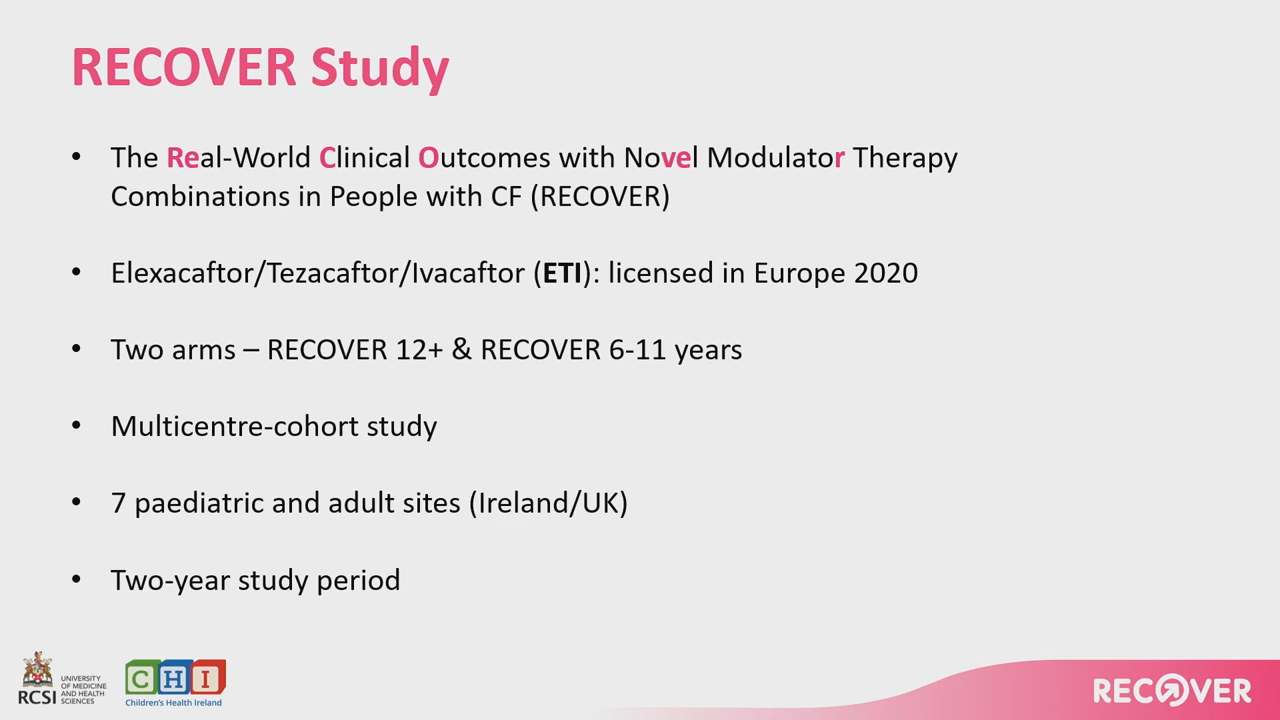 RECOVER Study
• The Real-World Clinical Outcomes with Novel Modulator Therapy
Combinations in People with CF (RECOVER)
• Elexacaftor/Tezacaftor/Ivacaftor (ETI): licensed in Europe 2020
• Two arms – RECOVER 12+ & RECOVER 6-11 years
• Multicentre-cohort study
• 7 paediatric and adult sites (Ireland/UK)
• Two-year study period
RCSI
UNIVERSITY
OF MEDICINE
AND HEALTH
SCIENCES
CHI
Children's Health Ireland
RECOVER